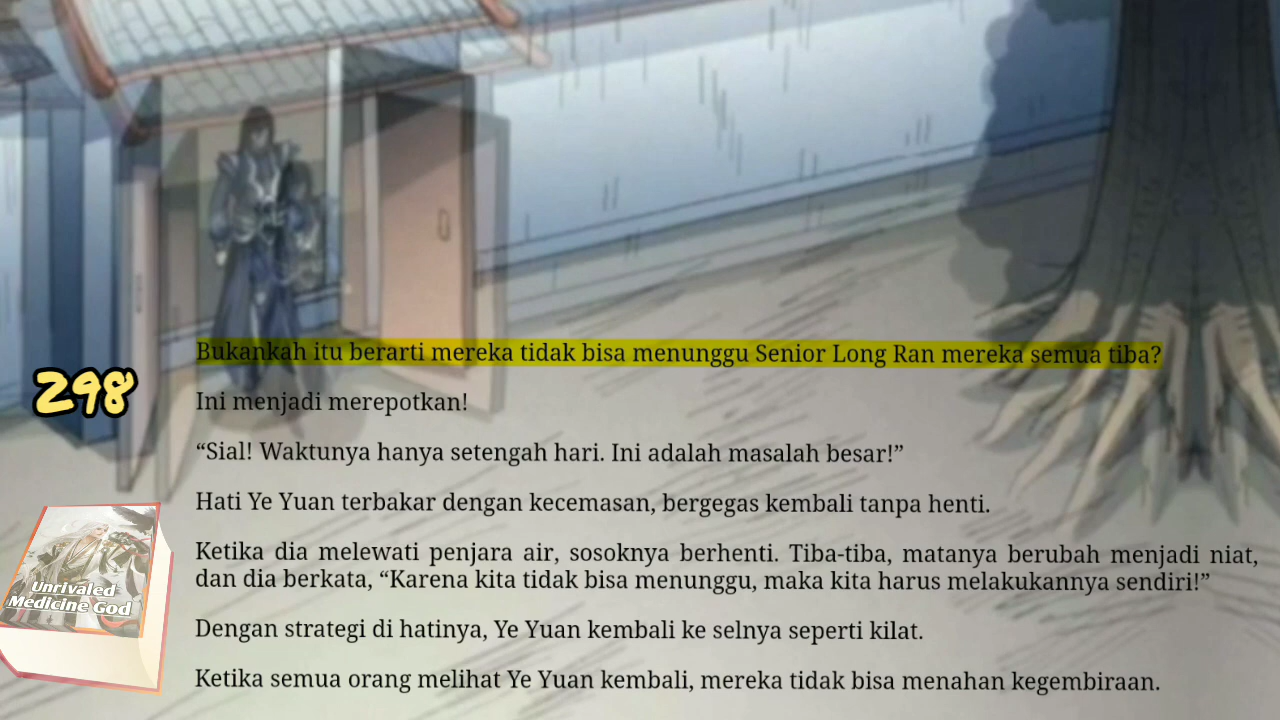 Bukankah itu berarti mereka tidak bisa menunggu Senior Long Ran mereka semua tiba?
298
Ini menjadi merepotkan!
“Sial! Waktunya hanya setengah hari. Ini adalah masalah besar!”
Hati Ye Yuan terbakar dengan kecemasan, bergegas kembali tanpa henti.
Ketika dia melewati penjara air, sosoknya berhenti. Tiba-tiba, matanya berubah menjadi niat,
dan dia berkata, “Karena kita tidak bisa menunggu, maka kita harus melakukannya sendiri!”
Unrivaled
Medicine God
Dengan strategi di hatinya, Ye Yuan kembali ke selnya seperti kilat.
Ketika semua orang melihat Ye Yuan kembali, mereka tidak bisa menahan kegembiraan.